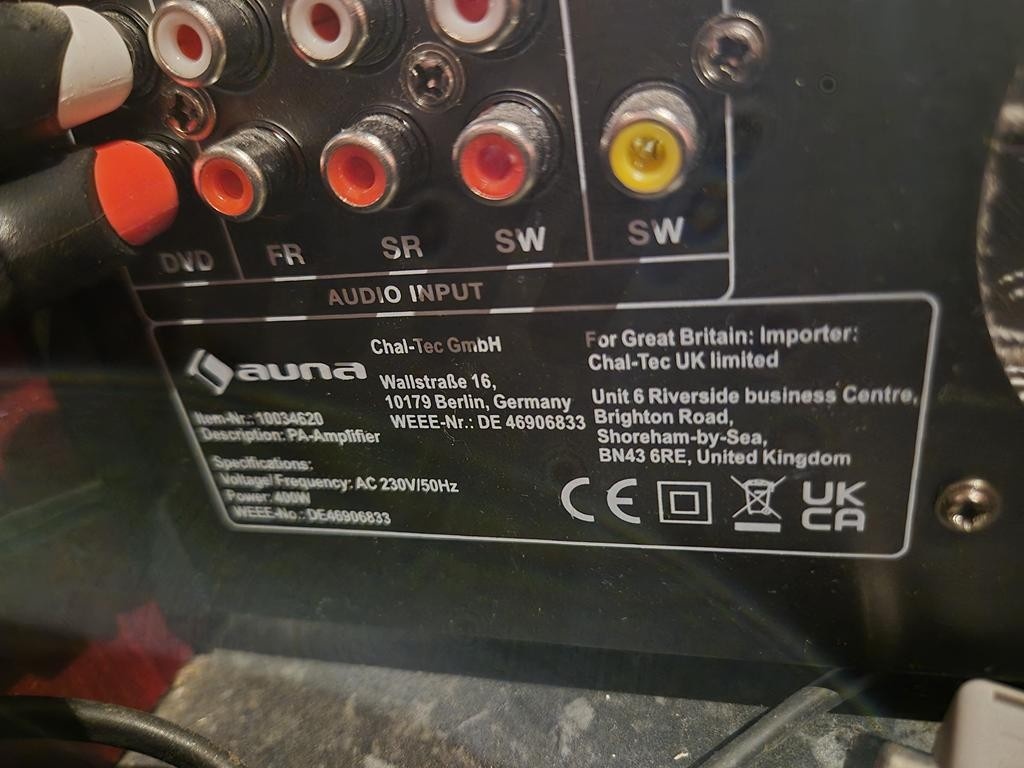 DVD FR SR SW SW
AUDIO INPUT
auna
Item-Nr.: 10034620
Description: PA-Amplifier
Specifications:
Voltage/ Frequency: AC 230V/50Hz
Power: 400W
WEEE-No.: DE46906833
Chal-Tec GmbH
Wallstraße 16,
10179 Berlin, Germany
WEEE-Nr.: DE 46906833
For Great Britain: Importer:
Chal-Tec UK limited
Unit 6 Riverside business Centre,
Brighton Road,
Shoreham-by-Sea,
BN43 6RE, United Kingdom
CE
UK
CA